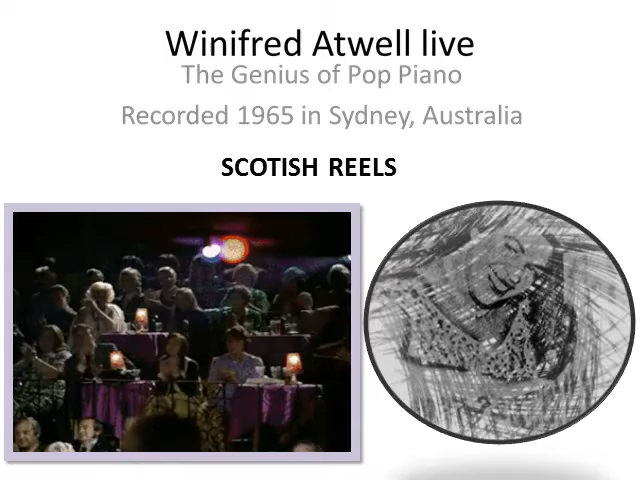 Winifred Atwell live
The Genius of Pop Piano
Recorded 1965 in Sydney, Australia
SCOTISH REELS